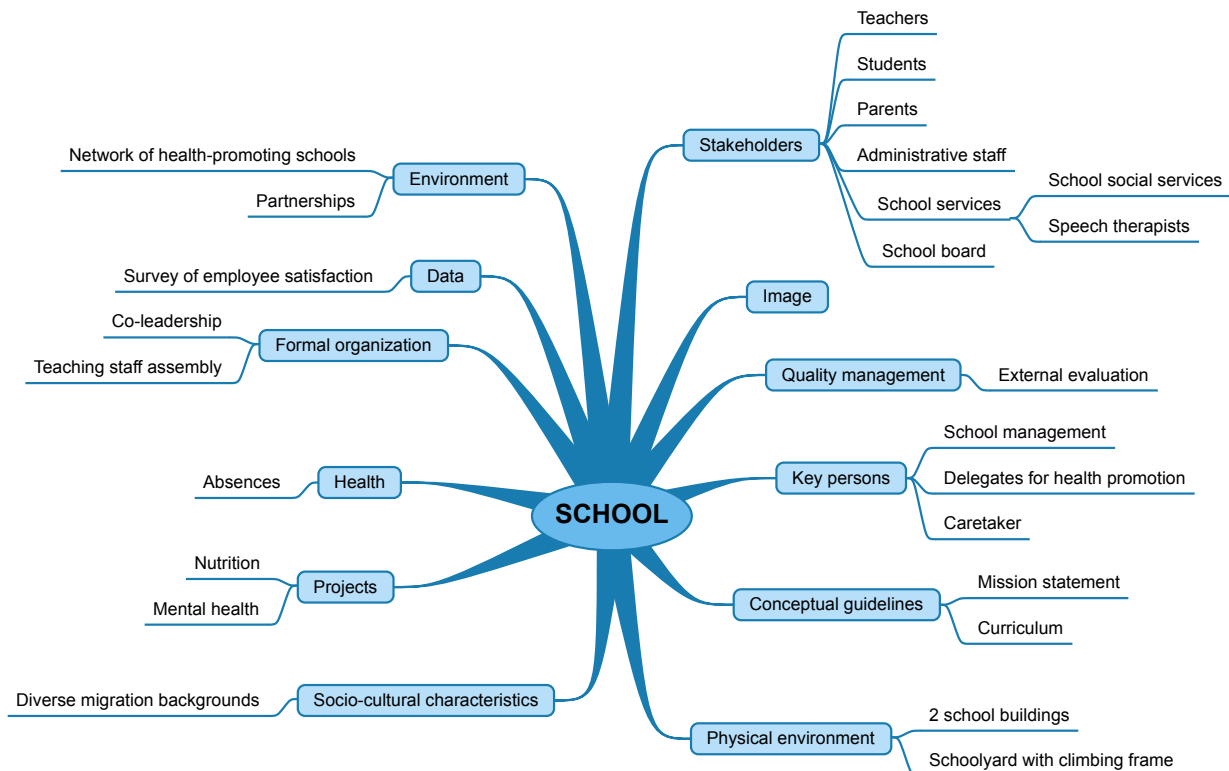 SCHOOL
Stakeholders
Teachers
Students
Parents
Administrative staff
School services
School social services
Speech therapists
School board
Image
Quality management
External evaluation
Key persons
School management
Delegates for health promotion
Caretaker
Conceptual guidelines
Mission statement
Curriculum
Physical environment
2 school buildings
Schoolyard with climbing frame
Environment
Network of health-promoting schools
Partnerships
Data
Survey of employee satisfaction
Formal organization
Co-leadership
Teaching staff assembly
Health
Absences
Projects
Nutrition
Mental health
Socio-cultural characteristics
Diverse migration backgrounds